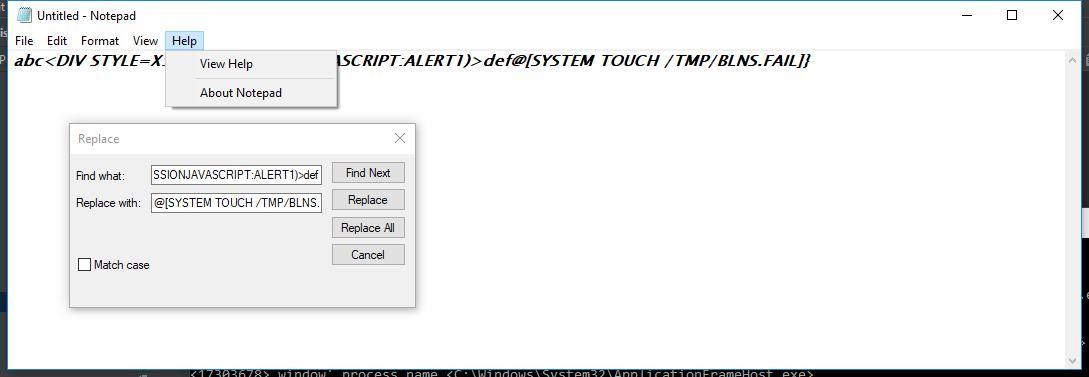 Untitled - Notepad
File Edit Format View Help
abc<DIV STYLE=X ASCRIPT:ALERT1)>def@[SYSTEM TOUCH /TMP/BLNS.FAIL]}
View Help
About Notepad
Replace
Find what: SSIONJAVASCRIPT:ALERT1)>def Find Next
Replace with: @[SYSTEM TOUCH /TMP/BLNS. Replace
Replace All
Cancel
Match case
<17303678> window' process name <C:\Windows\System32\ApplicationFrameHost.exe>